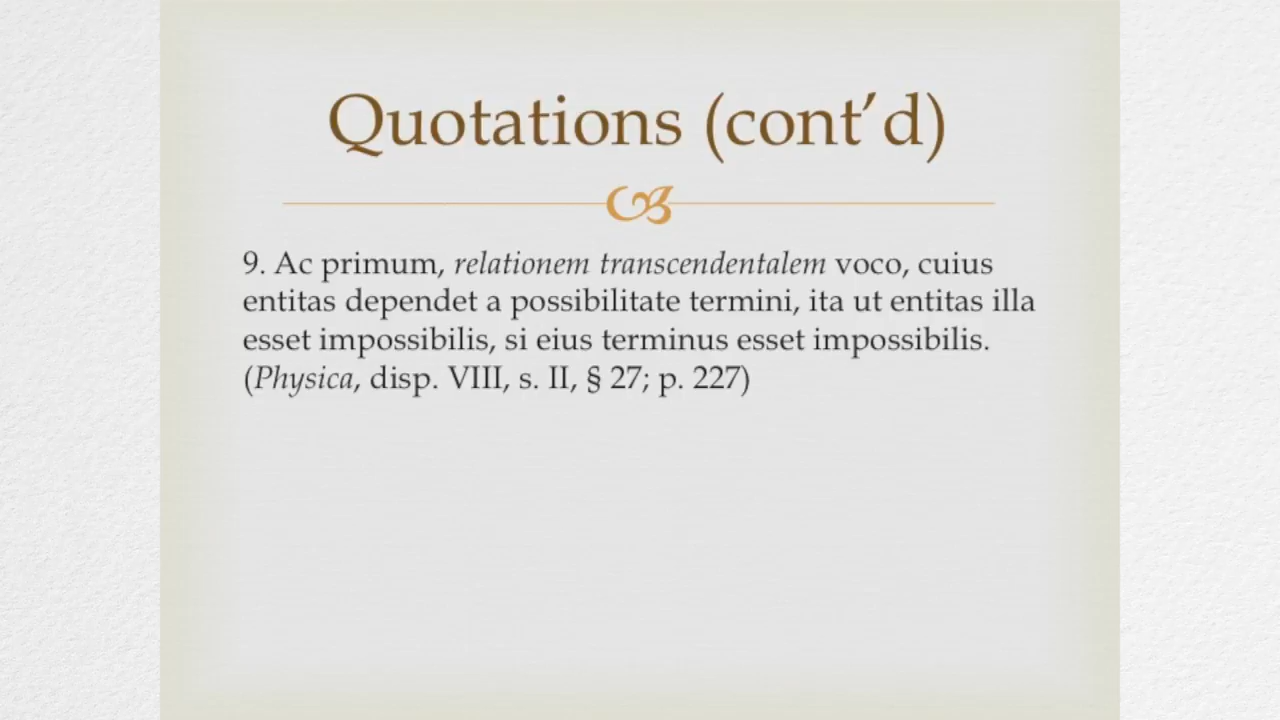 Quotations (cont’d)
9. Ac primum, relationem transcendentalem voco, cuius
entitas dependet a possibilitate termini, ita ut entitas illa
esset impossibilis, si eius terminus esset impossibilis.
(Physica, disp. VIII, s. II, § 27; p. 227)